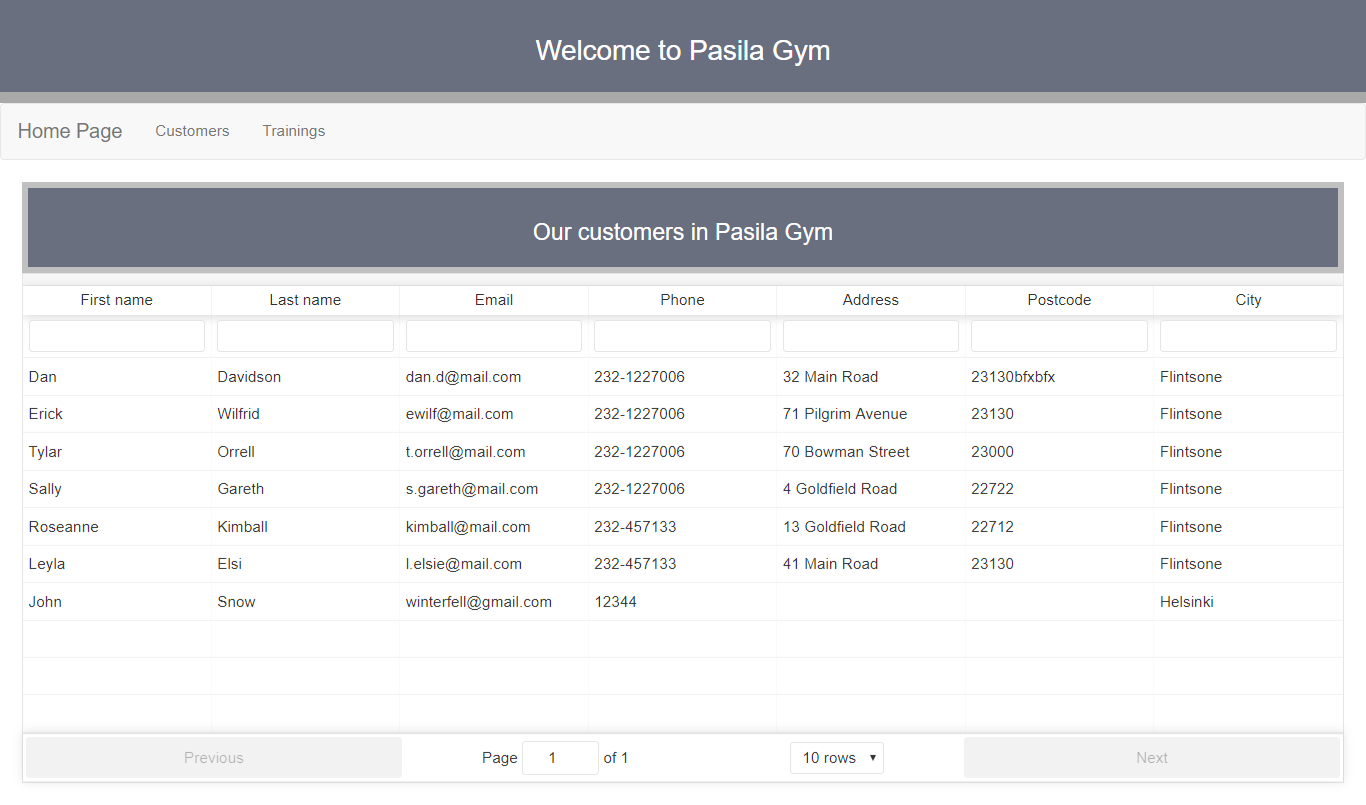 Welcome to Pasila Gym
Home Page Customers Trainings
Our customers in Pasila Gym
First name Last name Email Phone Address Postcode City
Dan Davidson dan.d@mail.com 232-1227006 32 Main Road 23130bfxbfx Flintsone
Erick Wilfrid ewilf@mail.com 232-1227006 71 Pilgrim Avenue 23130 Flintsone
Tylar Orrell t.orrell@mail.com 232-1227006 70 Bowman Street 23000 Flintsone
Sally Gareth s.gareth@mail.com 232-1227006 4 Goldfield Road 22722 Flintsone
Roseanne Kimball kimball@mail.com 232-457133 13 Goldfield Road 22712 Flintsone
Leyla Elsi l.elsie@mail.com 232-457133 41 Main Road 23130 Flintsone
John Snow winterfell@gmail.com 12344 Helsinki
Previous Page 1 of 1 10 rows Next